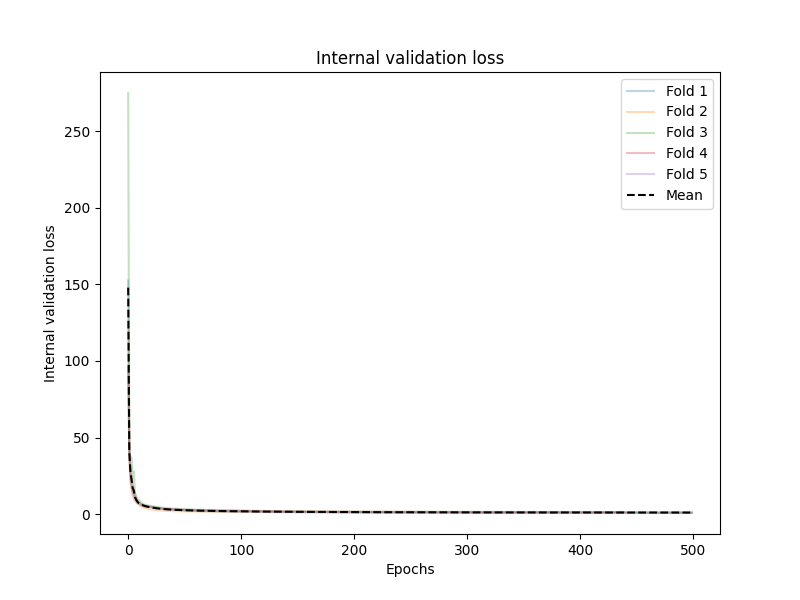 Internal validation loss
Fold 1
Fold 2
Fold 3
Fold 4
Fold 5
Mean
Internal validation loss
250
200
150
100
50
0
0 100 200 300 400 500
Epochs